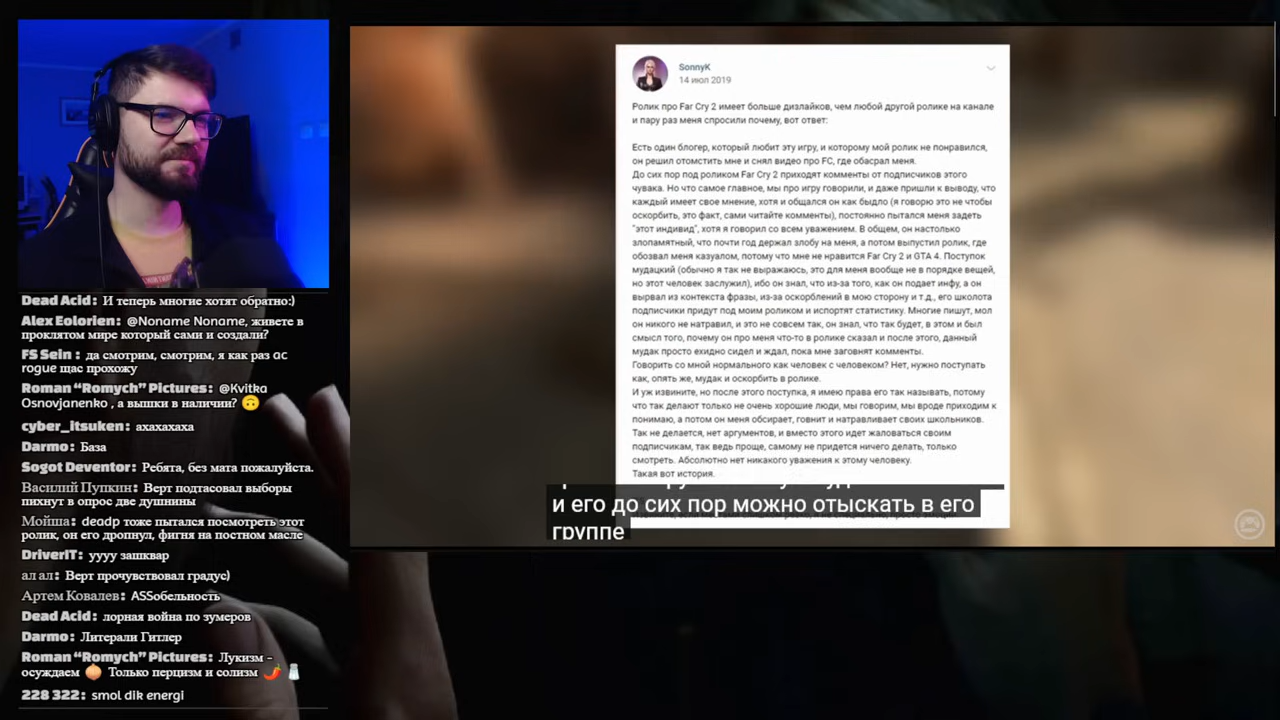 Dead Acid: И теперь многие хотят обратно:)
Alex Eolorien: @Noname Noname, живете в
проклятом мире который сами и создали?
FS Sein: да смотрим, смотрим, я как раз ac
rogue щас прохожу
Roman “Romych” Pictures: @Kvitka
Osnovjanenko , а вышки в наличии? 🙃
cyber_itsuken: ахахахаха
Darmo: База
Sogot Deventor: Ребята, без мата пожалуйста.
Василий Пупкин: Верт подтасовал выборы
пихнут в опрос две душнины
Мойша: deadp тоже пытался посмотреть этот
ролик, он его дропнул, фигня на постном масле
DriverIT: уууу зашквар
ал ал: Верт прочувствовал градус)
Артем Ковалев: ASSобельность
Dead Acid: лорная война по зумеров
Darmo: Литерали Гитлер
Roman “Romych” Pictures: Лукизм -
осуждаем 🧅 Только перцизм и солизм 🌶️ 🧂
228 322: smol dik energi
SonnyK
14 июл 2019
Ролик про Far Cry 2 имеет больше дизлайков, чем любой другой ролике на канале
и пару раз меня спросили почему, вот ответ:
Есть один блогер, который любит эту игру, и которому мой ролик не понравился,
он решил отомстить мне и снял видео про FC, где обасрал меня.
До сих пор под роликом Far Cry 2 приходят комменты от подписчиков этого
чувака. Но что самое главное, мы про игру говорили, и даже пришли к выводу, что
каждый имеет свое мнение, хотя и общался он как быдло (я говорю это не чтобы
оскорбить, это факт, сами читайте комменты), постоянно пытался меня задеть
"этот индивид", хотя я говорил со всем уважением. В общем, он настолько
злопамятный, что почти год держал злобу на меня, а потом выпустил ролик, где
обозвал меня казуалом, потому что мне не нравится Far Cry 2 и GTA 4. Поступок
мудацкий (обычно я так не выражаюсь, это для меня вообще не в порядке вещей,
но этот человек заслужил), ибо он знал, что из-за того, как он подает инфу, а он
вырвал из контекста фразы, из-за оскорблений в мою сторону и т.д., его школота
подписчики придут под моим роликом и испортят статистику. Многие пишут, мол
он никого не натравил, и это не совсем так, он знал, что так будет, в этом и был
смысл того, почему он про меня что-то в ролике сказал и после этого, данный
мудак просто ехидно сидел и ждал, пока мне заговнят комменты.
Говорить со мной нормального как человек с человеком? Нет, нужно поступать
как, опять же, мудак и оскорбить в ролике.
И уж извините, но после этого поступка, я имею права его так называть, потому
что так делают только не очень хорошие люди, мы говорим, мы вроде приходим к
понимаю, а потом он меня обсирает, говнит и натравливает своих школьников.
Так не делается, нет аргументов, и вместо этого идет жаловаться своим
подписчикам, так ведь проще, самому не придется ничего делать, только
смотреть. Абсолютно нет никакого уважения к этому человеку.
Такая вот история.
и его до сих пор можно отыскать в его
группе